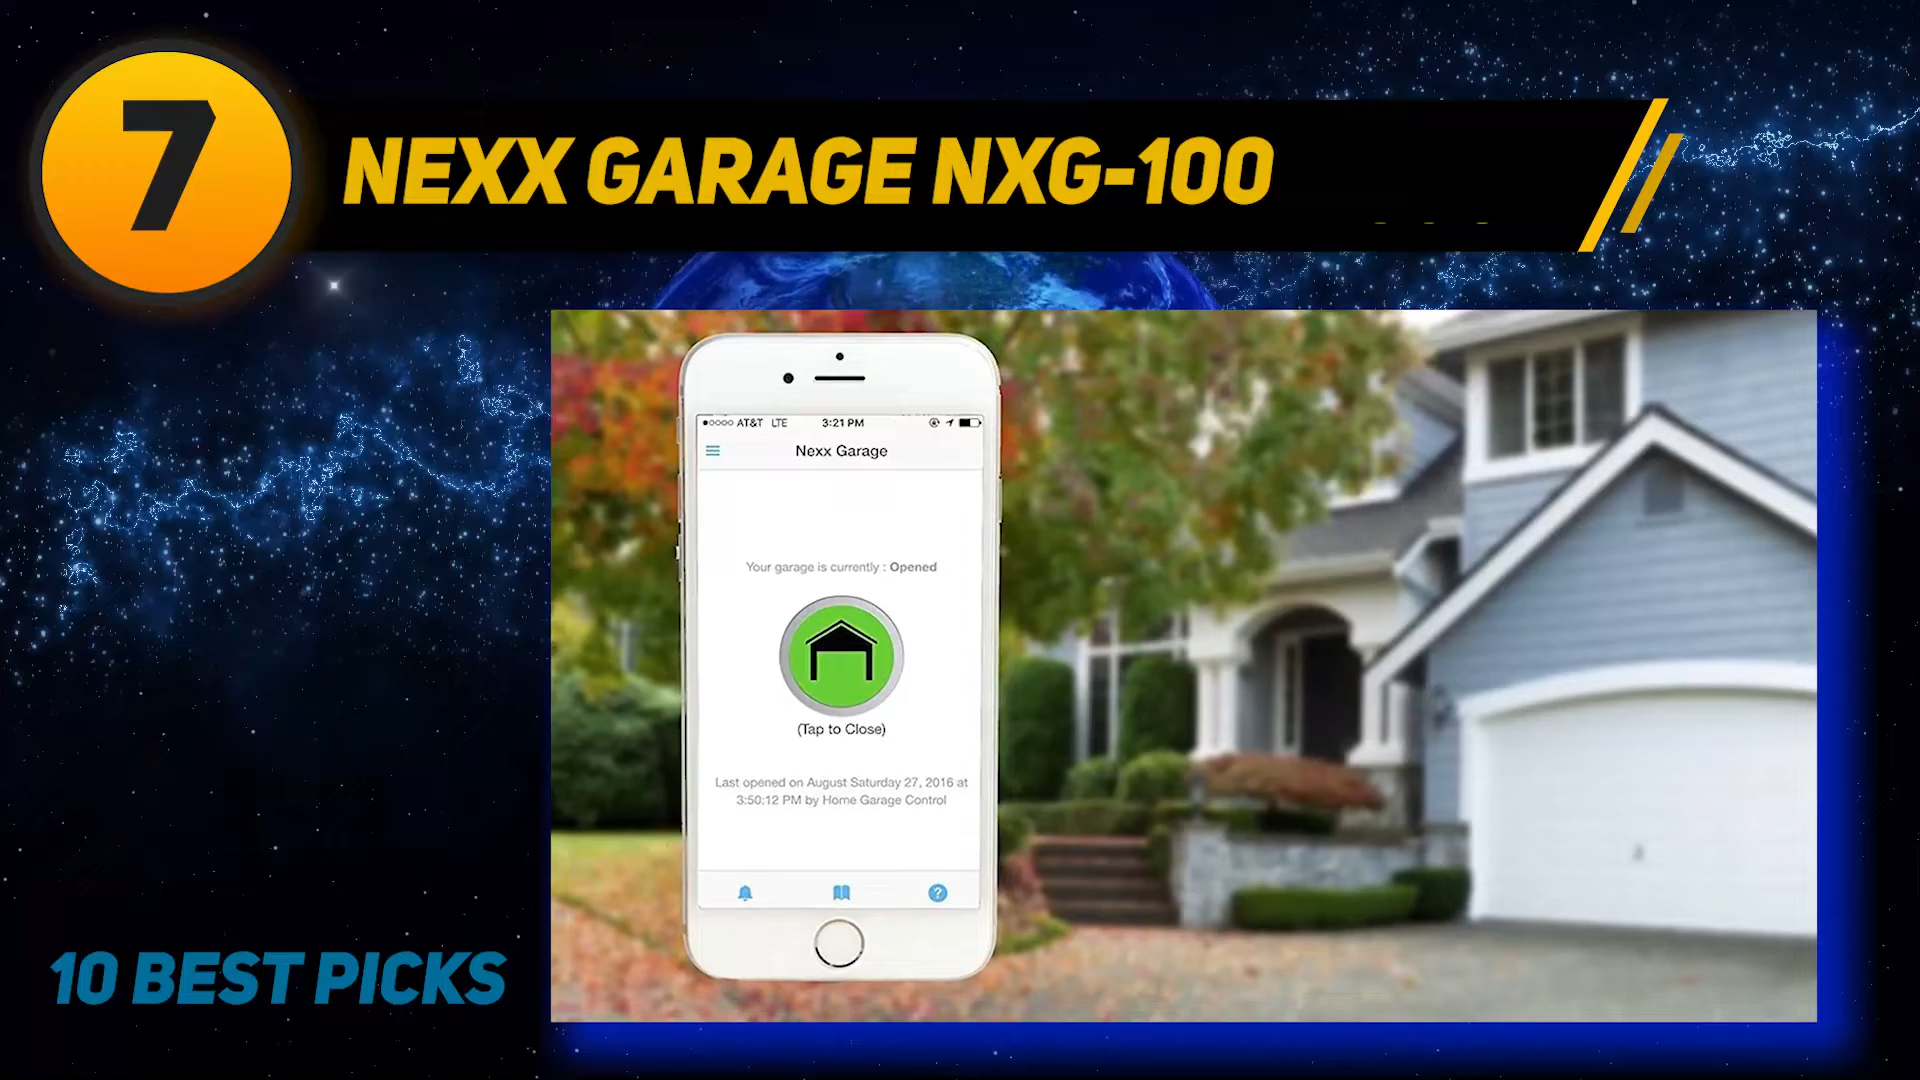 7
NEXX GARAGE NXG-100
AT&T LTE 3:21 PM
Nexx Garage
Your garage is currently : Opened
(Tap to Close)
Last opened on August Saturday 27, 2016 at
3:50:12 PM by Home Garage Control
?
10 BEST PICKS